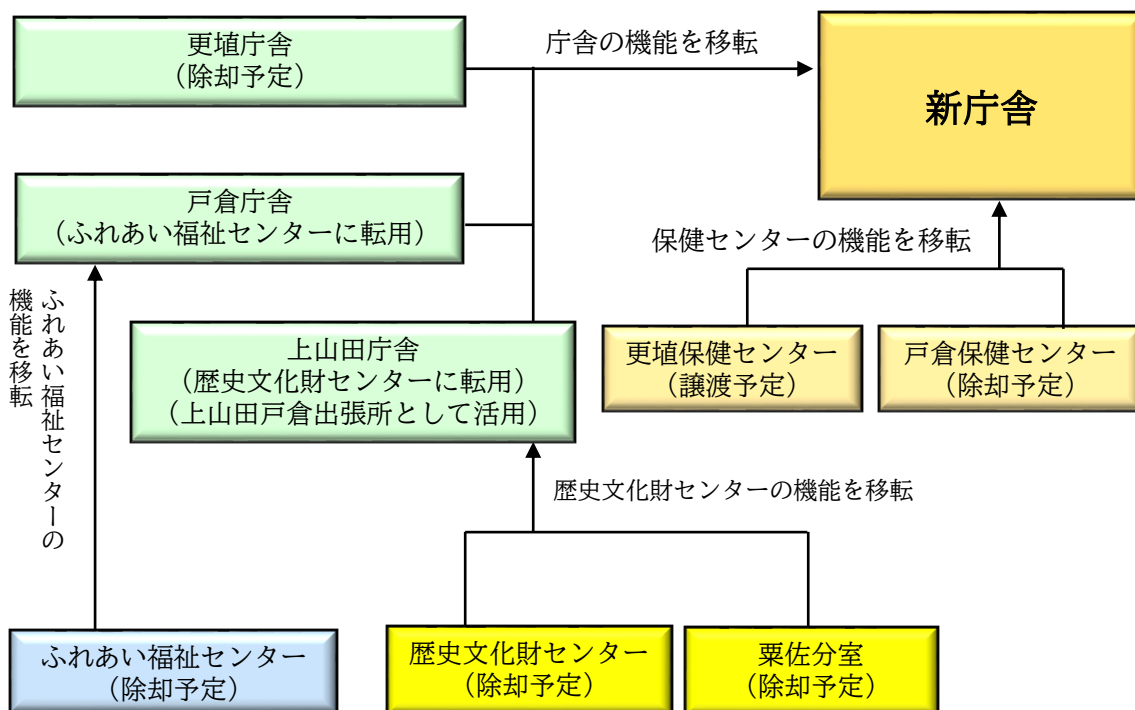 更埴庁舎
（除却予定）
庁舎の機能を移転
新庁舎
戸倉庁舎
（ふれあい福祉センターに転用）
保健センターの機能を移転
ふれあい福祉センターの
機能を移転
上山田庁舎
（歴史文化財センターに転用）
（上山田戸倉出張所として活用）
更埴保健センター
（譲渡予定）
戸倉保健センター
（除却予定）
歴史文化財センターの機能を移転
ふれあい福祉センター
（除却予定）
歴史文化財センター
（除却予定）
粟佐分室
（除却予定）